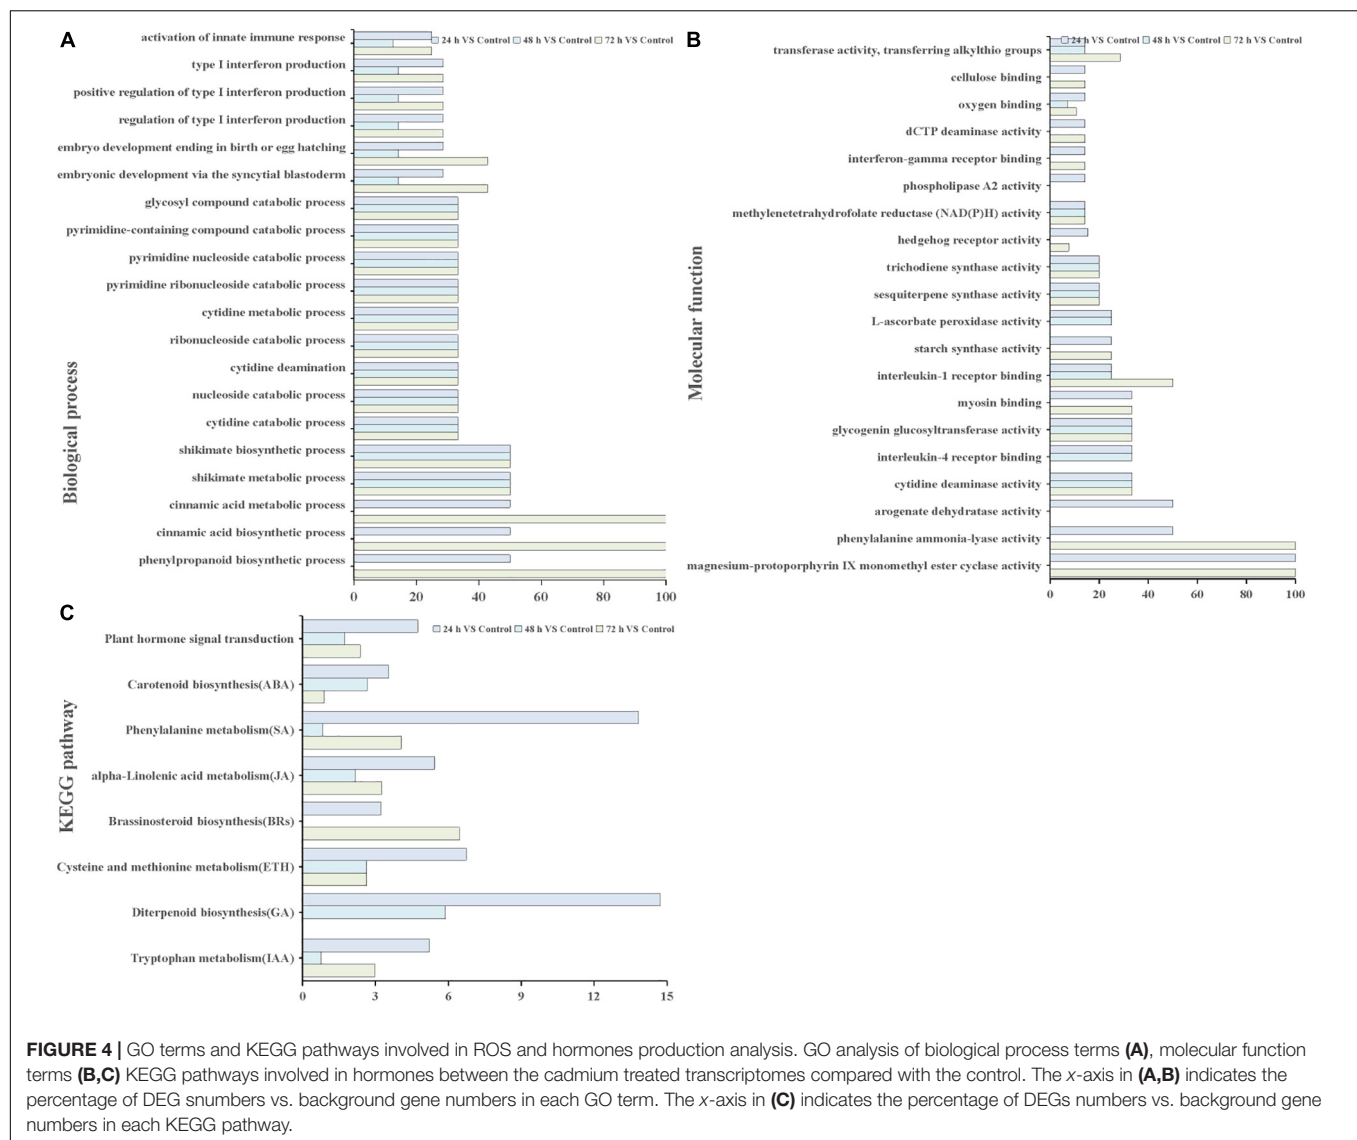 A
24 h VS Control 48 h VS Control 72 h VS Control
activation of innate immune response
type I interferon production
positive regulation of type I interferon production
regulation of type I interferon production
embryo development ending in birth or egg hatching
embryonic development via the syncytial blastoderm
glycosyl compound catabolic process
pyrimidine-containing compound catabolic process
pyrimidine nucleoside catabolic process
pyrimidine ribonucleoside catabolic process
cytidine metabolic process
ribonucleoside catabolic process
cytidine deamination
nucleoside catabolic process
cytidine catabolic process
shikimate biosynthetic process
shikimate metabolic process
cinnamic acid metabolic process
cinnamic acid biosynthetic process
phenylpropanoid biosynthetic process
Biological process
0 20 40 60 80 100
B
24 h VS Control 48 h VS Control 72 h VS Control
transferase activity, transferring alkylthio groups
cellulose binding
oxygen binding
dCTP deaminase activity
interferon-gamma receptor binding
phospholipase A2 activity
methylenetetrahydrofolate reductase (NAD(P)H) activity
hedgehog receptor activity
trichodiene synthase activity
sesquiterpene synthase activity
L-ascorbate peroxidase activity
starch synthase activity
interleukin-1 receptor binding
myosin binding
glycogenin glucosyltransferase activity
interleukin-4 receptor binding
cytidine deaminase activity
arogenate dehydratase activity
phenylalanine ammonia-lyase activity
magnesium-protoporphyrin IX monomethyl ester cyclase activity
Molecular function
0 20 40 60 80 100
C
24 h VS Control 48 h VS Control 72 h VS Control
Plant hormone signal transduction
Carotenoid biosynthesis(ABA)
Phenylalanine metabolism(SA)
alpha-Linolenic acid metabolism(JA)
Brassinosteroid biosynthesis(BRs)
Cysteine and methionine metabolism(ETH)
Diterpenoid biosynthesis(GA)
Tryptophan metabolism(IAA)
KEGG pathway
0 3 6 9 12 15
FIGURE 4 | GO terms and KEGG pathways involved in ROS and hormones production analysis. GO analysis of biological process terms (A), molecular function
terms (B,C) KEGG pathways involved in hormones between the cadmium treated transcriptomes compared with the control. The x-axis in (A,B) indicates the
percentage of DEG snumbers vs. background gene numbers in each GO term. The x-axis in (C) indicates the percentage of DEGs numbers vs. background gene
numbers in each KEGG pathway.